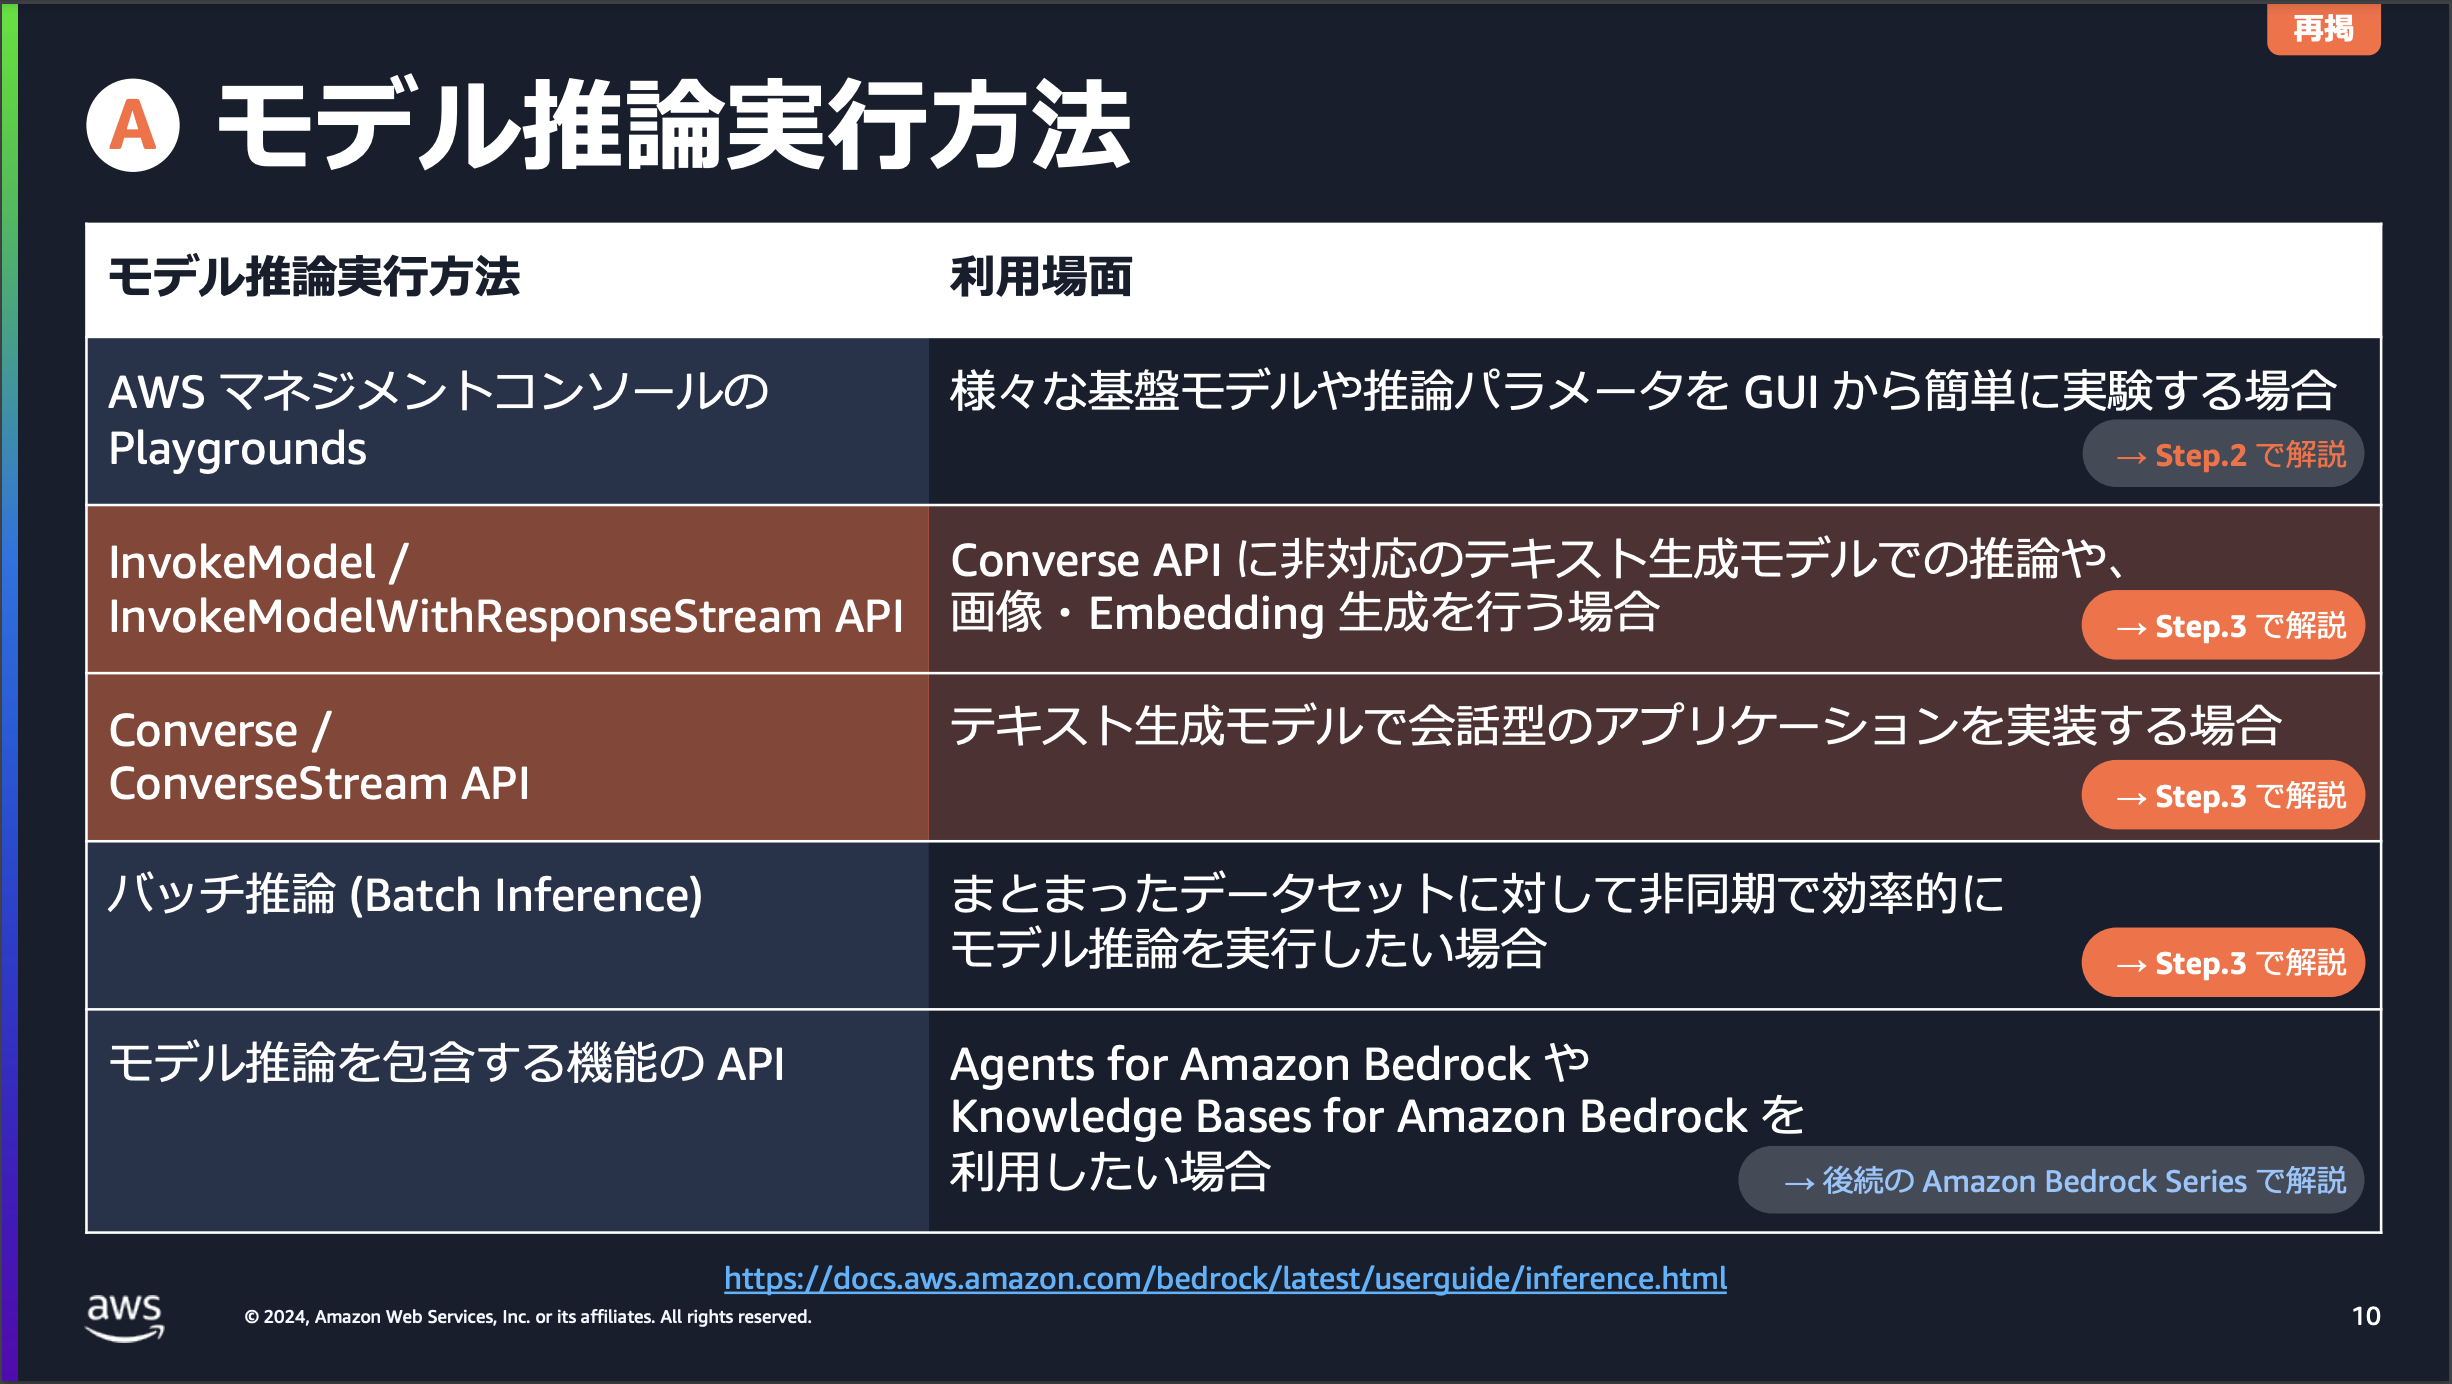 再掲
A モデル推論実行方法
モデル推論実行方法
利用場面
AWS マネジメントコンソールの
Playgrounds
様々な基盤モデルや推論パラメータを GUI から簡単に実験する場合
→ Step.2 で解説
InvokeModel /
InvokeModelWithResponseStream API
Converse API に非対応のテキスト生成モデルでの推論や、
画像・Embedding 生成を行う場合
→ Step.3 で解説
Converse /
ConverseStream API
テキスト生成モデルで会話型のアプリケーションを実装する場合
→ Step.3 で解説
バッチ推論 (Batch Inference)
まとまったデータセットに対して非同期で効率的に
モデル推論を実行したい場合
→ Step.3 で解説
モデル推論を包含する機能の API
Agents for Amazon Bedrock や
Knowledge Bases for Amazon Bedrock を
利用したい場合
→ 後続の Amazon Bedrock Series で解説
https://docs.aws.amazon.com/bedrock/latest/userguide/inference.html
aws
© 2024, Amazon Web Services, Inc. or its affiliates. All rights reserved.
10